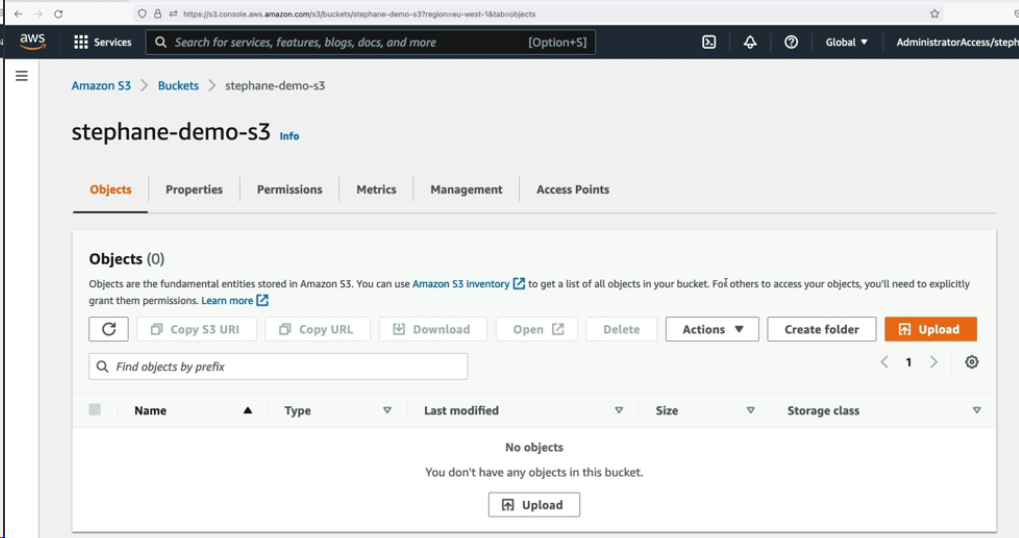 https://s3.console.aws.amazon.com/s3/buckets/stephane-demo-s3?region=eu-west-1&tab=objects
aws Services Search for services, features, blogs, docs, and more [Option+S] Global AdministratorAccess/steph
Amazon S3 > Buckets > stephane-demo-s3
stephane-demo-s3 Info
Objects Properties Permissions Metrics Management Access Points
Objects (0)
Objects are the fundamental entities stored in Amazon S3. You can use Amazon S3 inventory to get a list of all objects in your bucket. For others to access your objects, you'll need to explicitly
grant them permissions. Learn more
Copy S3 URI Copy URL Download Open Delete Actions Create folder Upload
Find objects by prefix 1
Name Type Last modified Size Storage class
No objects
You don't have any objects in this bucket.
Upload